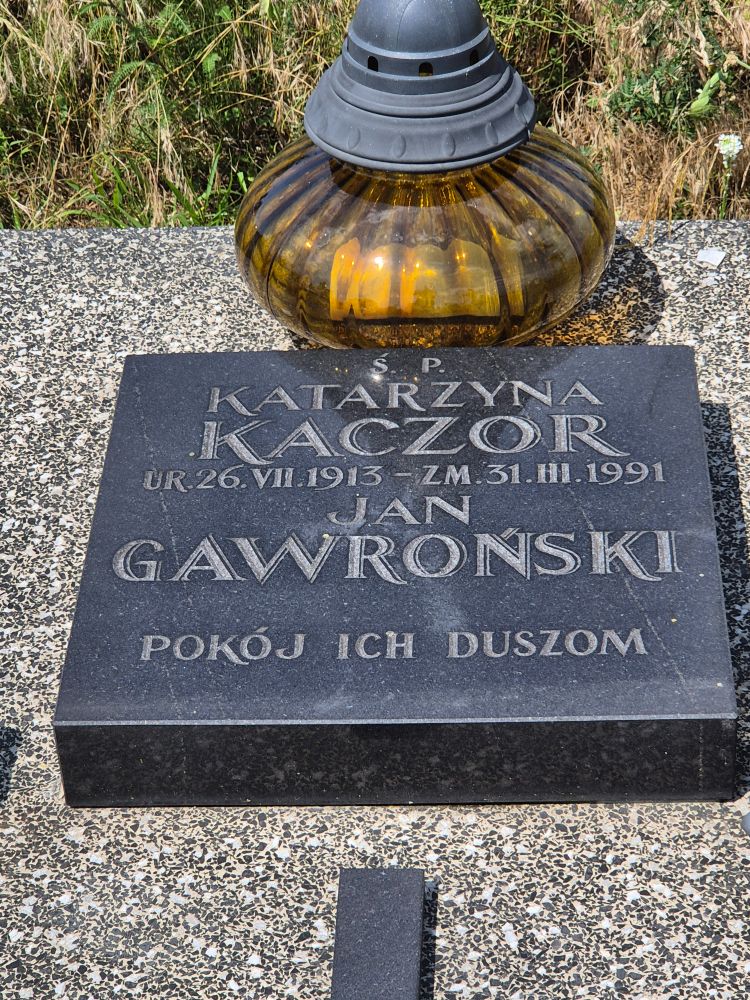 Ś. P.
KATARZYNA
KACZOR
UR.26.VII.1913 – ZM.31.III.1991
JAN
GAWROŃSKI
POKÓJ ICH DUSZOM